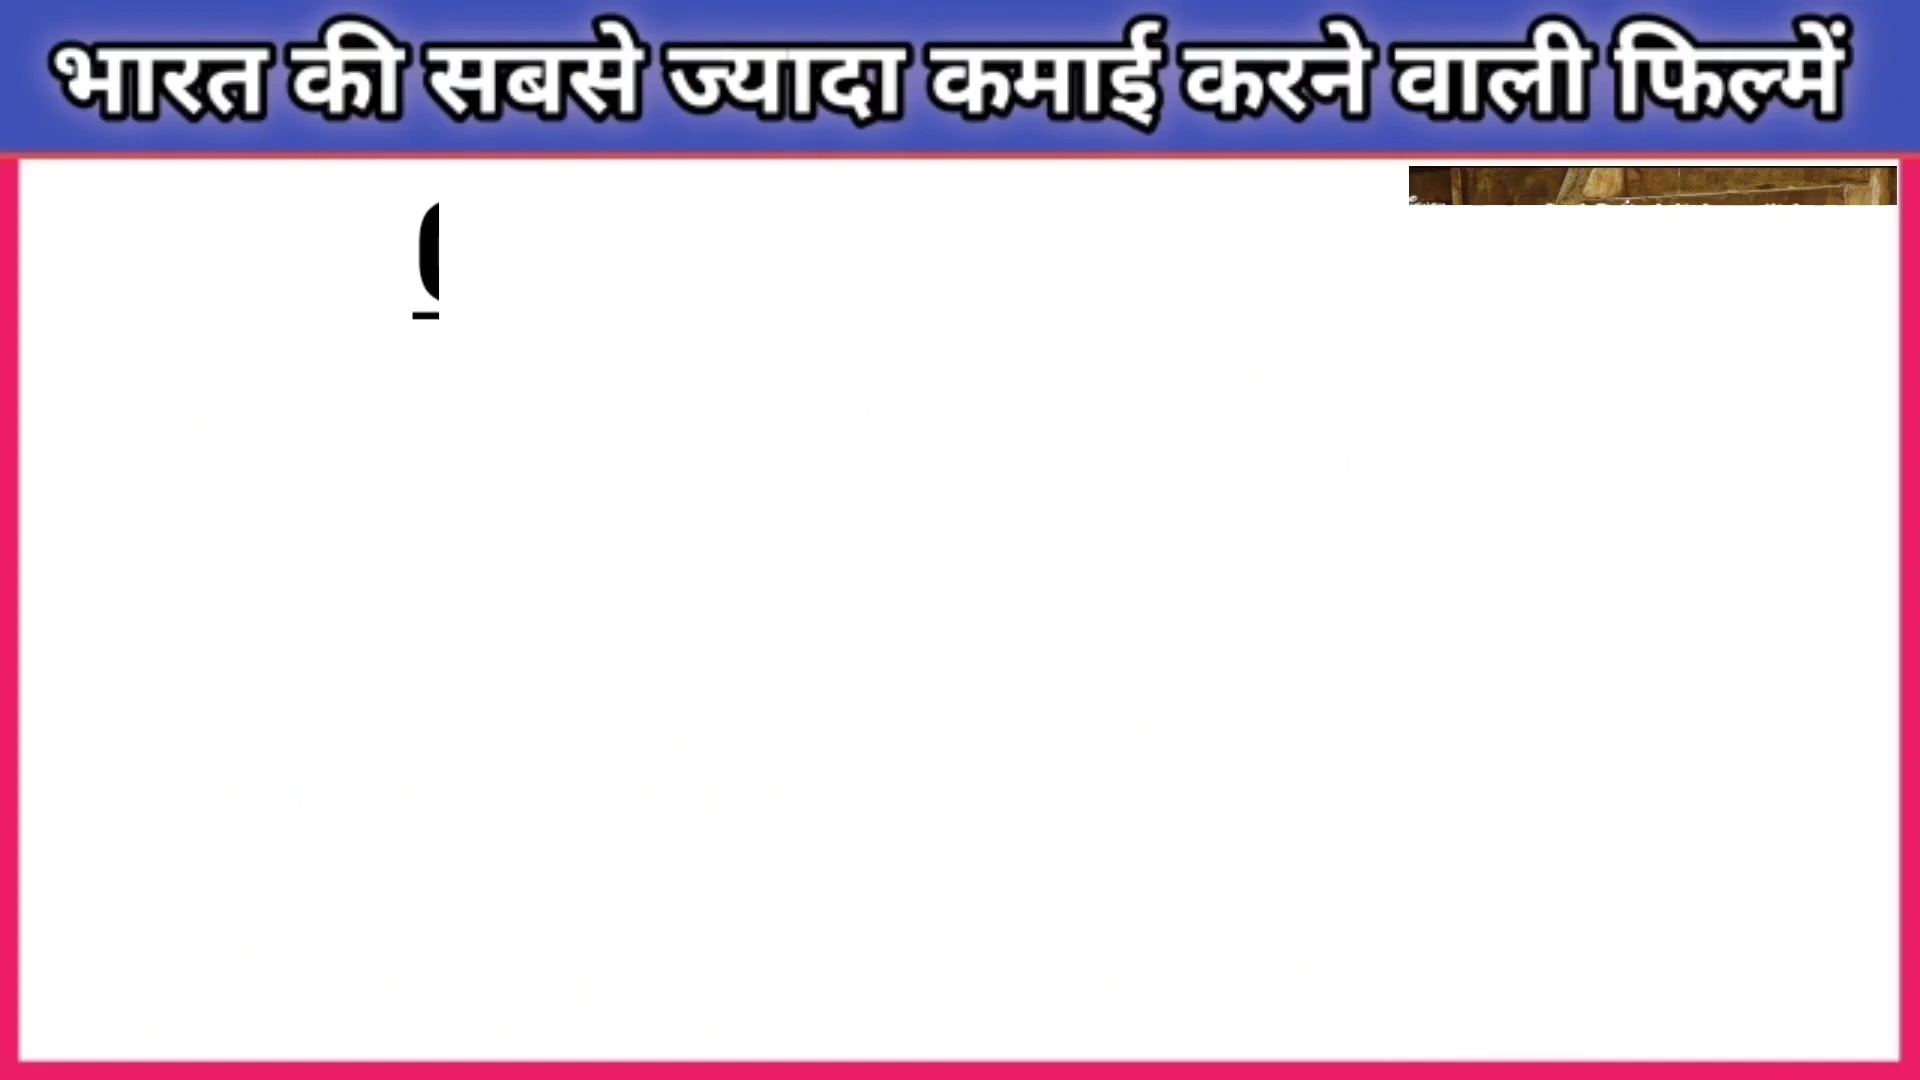 भारत की सबसे ज्यादा कमाई करने वाली फिल्में